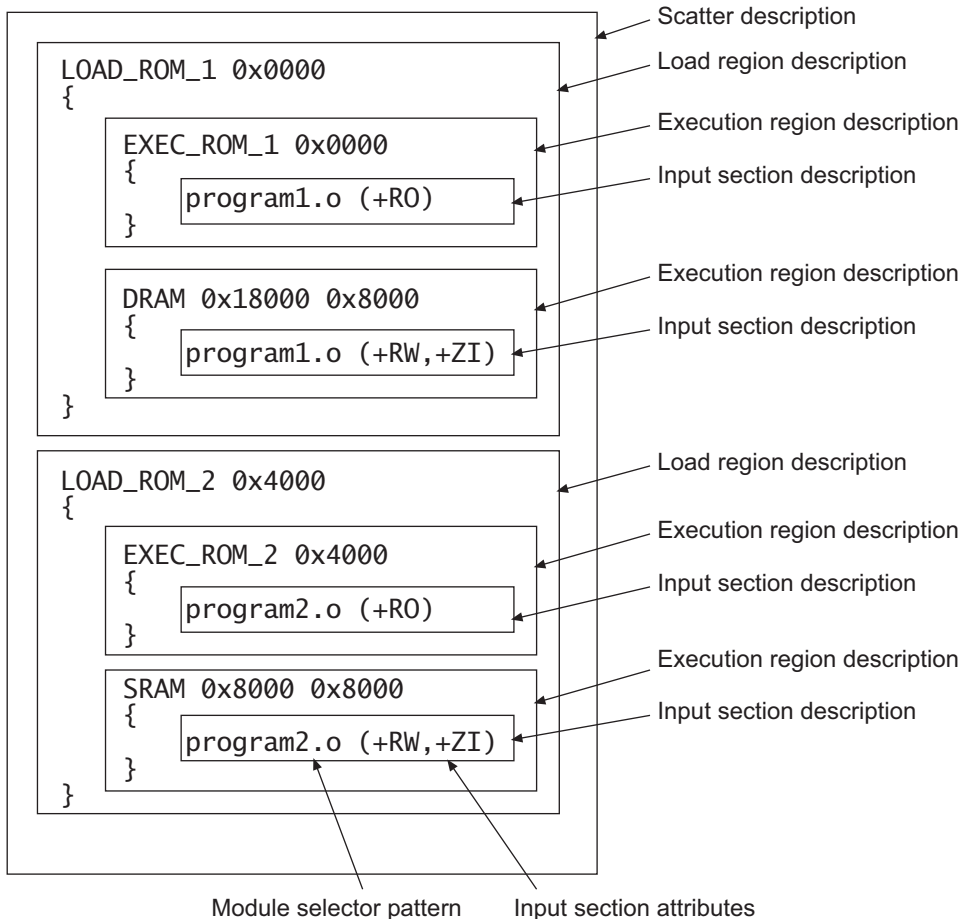 Scatter description
LOAD_ROM_1 0x0000
Load region description
{
EXEC_ROM_1 0x0000
Execution region description
{
program1.o (+RO)
Input section description
}
DRAM 0x18000 0x8000
Execution region description
{
program1.o (+RW,+ZI)
Input section description
}
}
LOAD_ROM_2 0x4000
Load region description
{
EXEC_ROM_2 0x4000
Execution region description
{
program2.o (+RO)
Input section description
}
SRAM 0x8000 0x8000
Execution region description
{
program2.o (+RW,+ZI)
Input section description
}
}
Module selector pattern
Input section attributes